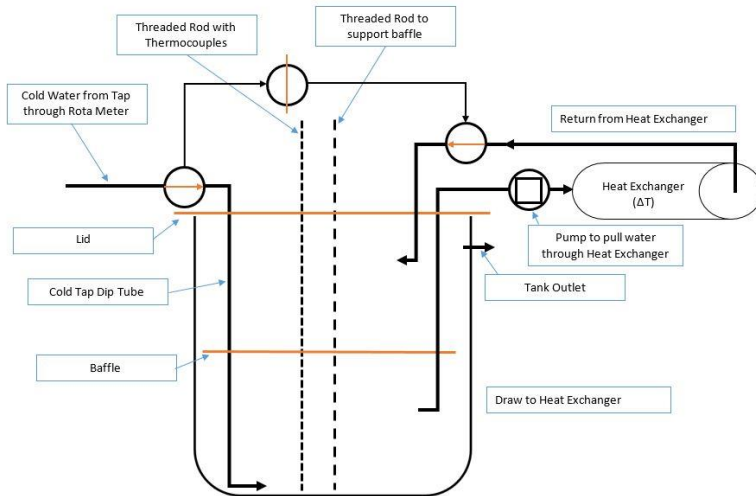 Threaded Rod with
Thermocouples
Threaded Rod to
support baffle
Cold Water from Tap
through Rota Meter
Return from Heat Exchanger
Heat Exchanger
(ΔT)
Lid
Pump to pull water
through Heat Exchanger
Cold Tap Dip Tube
Tank Outlet
Baffle
Draw to Heat Exchanger